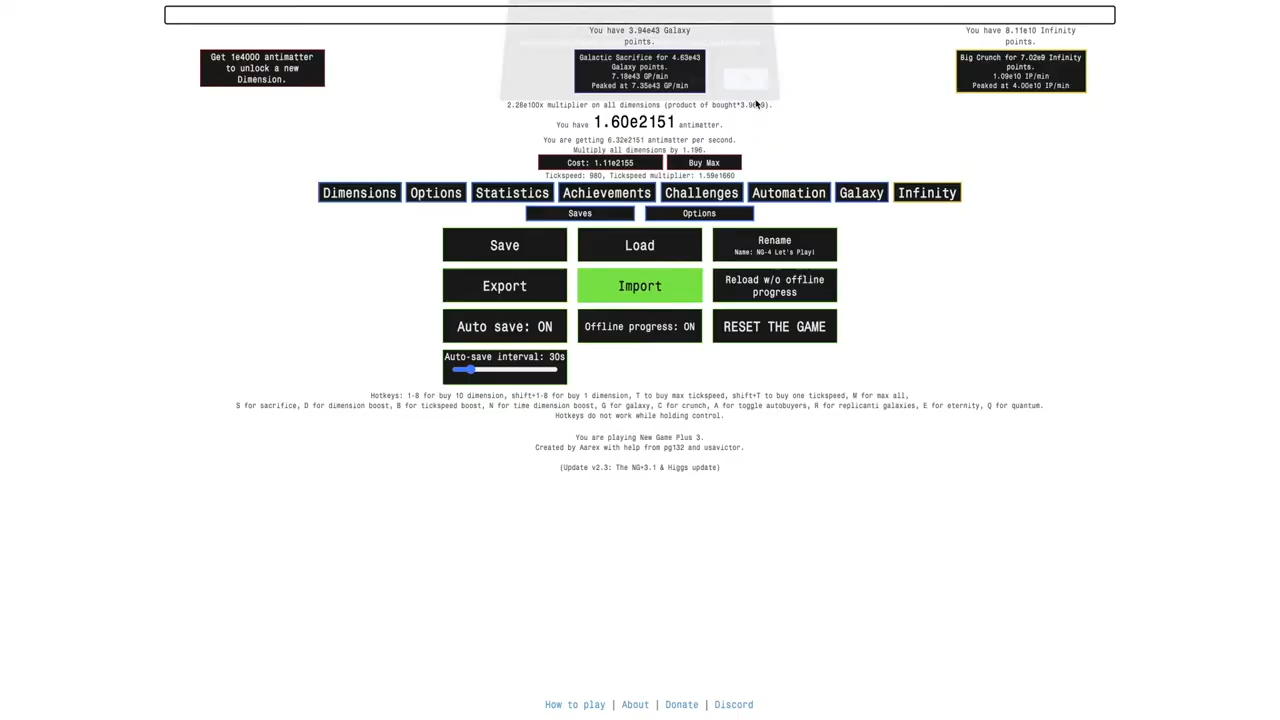 You have 3.94e43 Galaxy
points.
You have 8.11e10 Infinity
points.
Get 1e4000 antimatter
to unlock a new
Dimension.
Galactic Sacrifice for 4.63e43
Galaxy points.
7.18e43 GP/min
Peaked at 7.35e43 GP/min
Big Crunch for 7.02e9 Infinity
points.
1.09e10 IP/min
Peaked at 4.00e10 IP/min
2.28e100x multiplier on all dimensions (product of
You have 1.60e2151 antimatter.
You are getting 6.32e2151 antimatter per second.
Multiply all dimensions by 1.196.
Cost: 1.11e2155
Buy Max
Tickspeed: 980, Tickspeed multiplier: 1.59e1660
Dimensions
Options
Statistics
Achievements
Challenges
Automation
Galaxy
Infinity
Saves
Options
Save
Load
Rename
Name: NG-4 Let's Play!
Export
Import
Reload w/o offline
progress
Auto save: ON
Offline progress: ON
RESET THE GAME
Auto-save interval: 30s
Hotkeys: 1-8 for buy 10 dimension, shift+1-8 for buy 1 dimension, T to buy max tickspeed, shift+T to buy one tickspeed, M for max all,
S for sacrifice, D for dimension boost, B for tickspeed boost, N for time dimension boost, G for galaxy, C for crunch, A for toggle autobuyers, R for replicanti galaxies, E for eternity, Q for quantum.
Hotkeys do not work while holding control.
You are playing New Game Plus 3.
Created by Aarex with help from pg132 and usavictor.
(Update v2.3: The NG+3.1 & Higgs update)
How to play | About | Donate | Discord